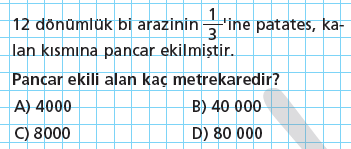 12 dönümlük bi arazinin 1/3'ine patates, ka-
lan kısmına pancar ekilmiştir.
Pancar ekili alan kaç metrekaredir?
A) 4000 B) 40 000
C) 8000 D) 80 000